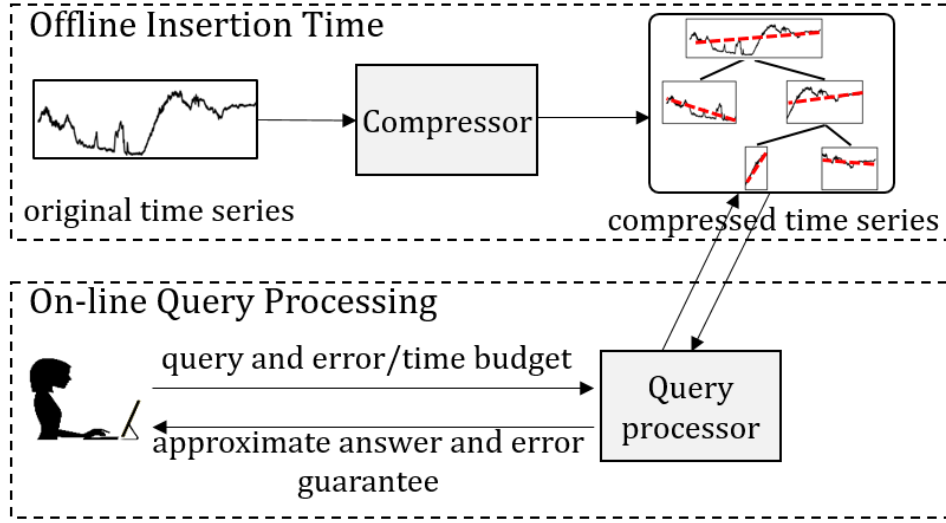 Offline Insertion Time
Compressor
original time series
compressed time series
On-line Query Processing
query and error/time budget
Query
processor
approximate answer and error
guarantee